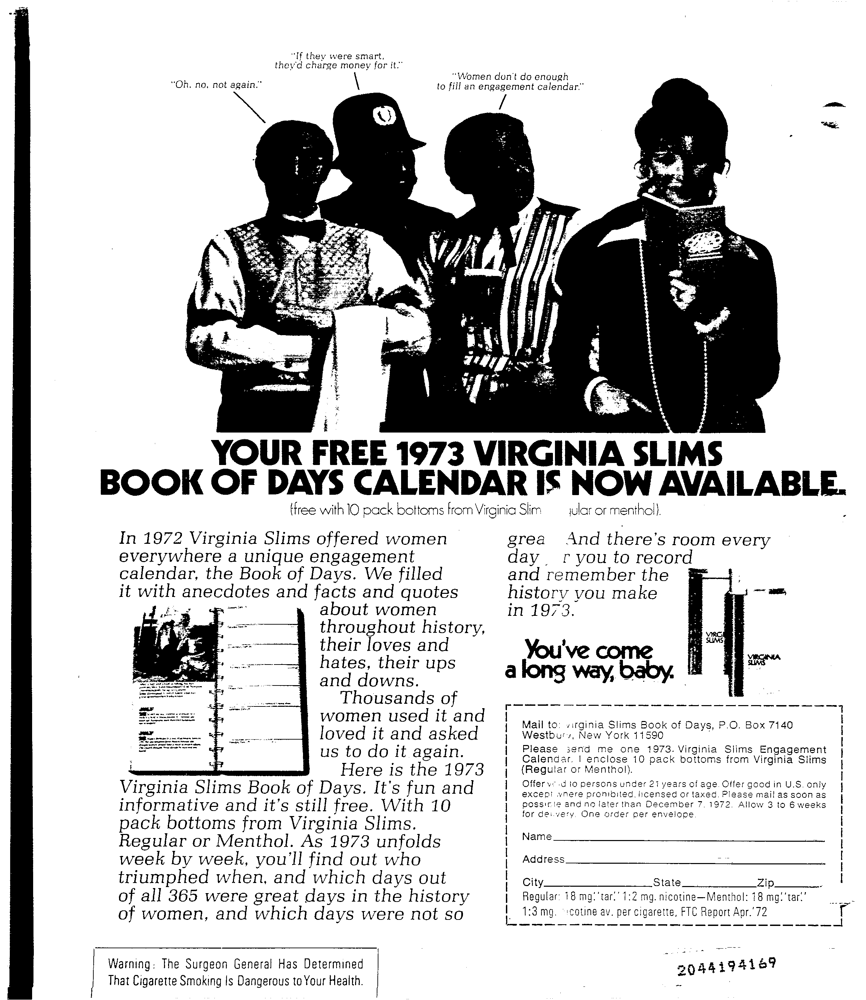 "If they were smart,
they'd charge money for it."
"Oh, no, not again."
"Women don't do enough
to fill an engagement calendar."
YOUR FREE 1973 VIRGINIA SLIMS
BOOK OF DAYS CALENDAR IS NOW AVAILABLE.
(free with 10 pack bottoms from Virginia Slim ular or menthol).
In 1972 Virginia Slims offered women
everywhere a unique engagement
calendar, the Book of Days. We filled
it with anecdotes and facts and quotes
about women
throughout history,
their loves and
hates, their ups
and downs.
Thousands of
women used it and
loved it and asked
us to do it again.
Here is the 1973
Virginia Slims Book of Days. It's fun and
informative and it's still free. With 10
pack bottoms from Virginia Slims,
Regular or Menthol. As 1973 unfolds
week by week, you'll find out who
triumphed when, and which days out
of all 365 were great days in the history
of women, and which days were not so
grea And there's room every
day r you to record
and remember the
history you make
in 1973.
You've come
a long way, baby.
VIRGI
SLIMS
VIRGINIA
SLIMS
JULY
Mail to: irginia Slims Book of Days, P.O. Box 7140
Westbury, New York 11590
Please send me one 1973 Virginia Slims Engagement
Calendar. I enclose 10 pack bottoms from Virginia Slims
(Regular or Menthol).
Offer v d to persons under 21 years of age. Offer good in U.S. only
except where prohibited, licensed or taxed. Please mail as soon as
possible and no later than December 7, 1972. Allow 3 to 6 weeks
for delivery. One order per envelope.
Name
Address
City State Zip
Regular: 18 mg."tar," 1:2 mg. nicotine—Menthol: 18 mg."tar,"
1:3 mg. icotine av. per cigarette, FTC Report Apr.'72
Warning: The Surgeon General Has Determined
That Cigarette Smoking Is Dangerous to Your Health.
2044194169